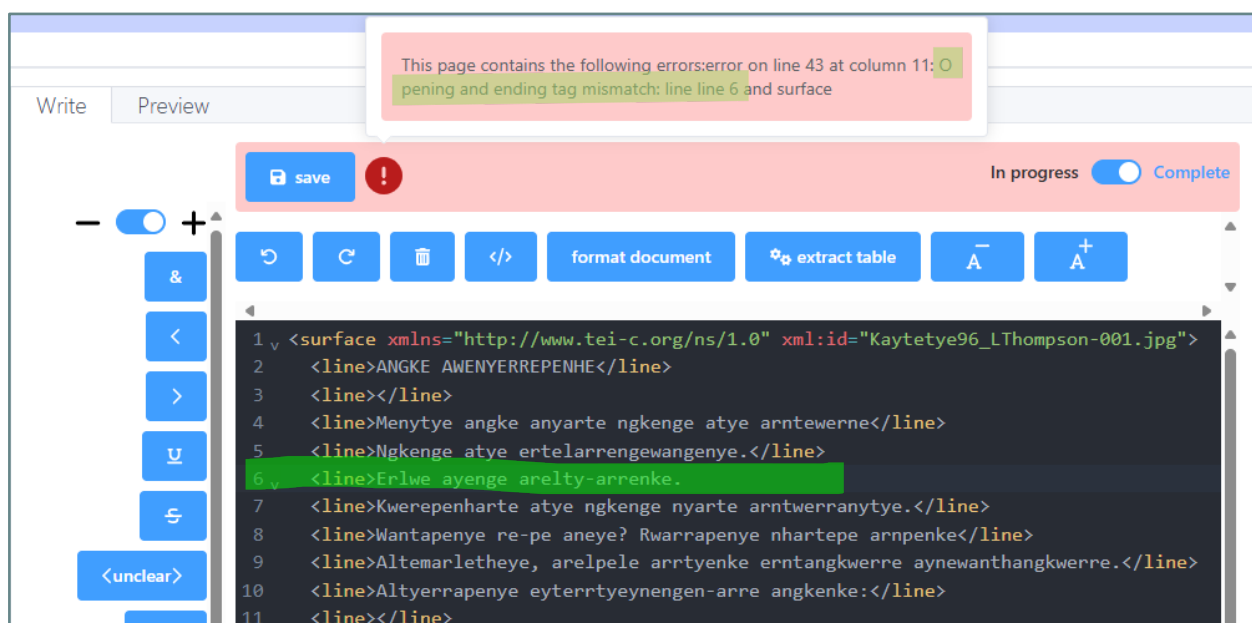 This page contains the following errors:error on line 43 at column 11: O
pening and ending tag mismatch: line line 6 and surface
Write
Preview
save
!
In progress
Complete
− +
&
<
>
U
S
<unclear>
</>
format document
extract table
A−
A+
1 <surface xmlns="http://www.tei-c.org/ns/1.0" xml:id="Kaytetye96_LThompson-001.jpg">
2 <line>ANGKE AWENYERREPENHE</line>
3 <line></line>
4 <line>Menytye angke anyarte ngkenge atye arntewerne</line>
5 <line>Ngkenge atye ertelarrengewangenye.</line>
6 <line>Erlwe ayenge arelty-arrenke.
7 <line>Kwerepenharte atye ngkenge nyarte arntwerranytye.</line>
8 <line>Wantapenye re-pe aneye? Rwarrapenye nhartepe arnpenke</line>
9 <line>Altemarletheye, arelpele arrtyenke erntangkwerre aynewanthangkwerre.</line>
10 <line>Altyerrapenye eyterrtyeynengen-arre angkenke:</line>
11 <line></line>